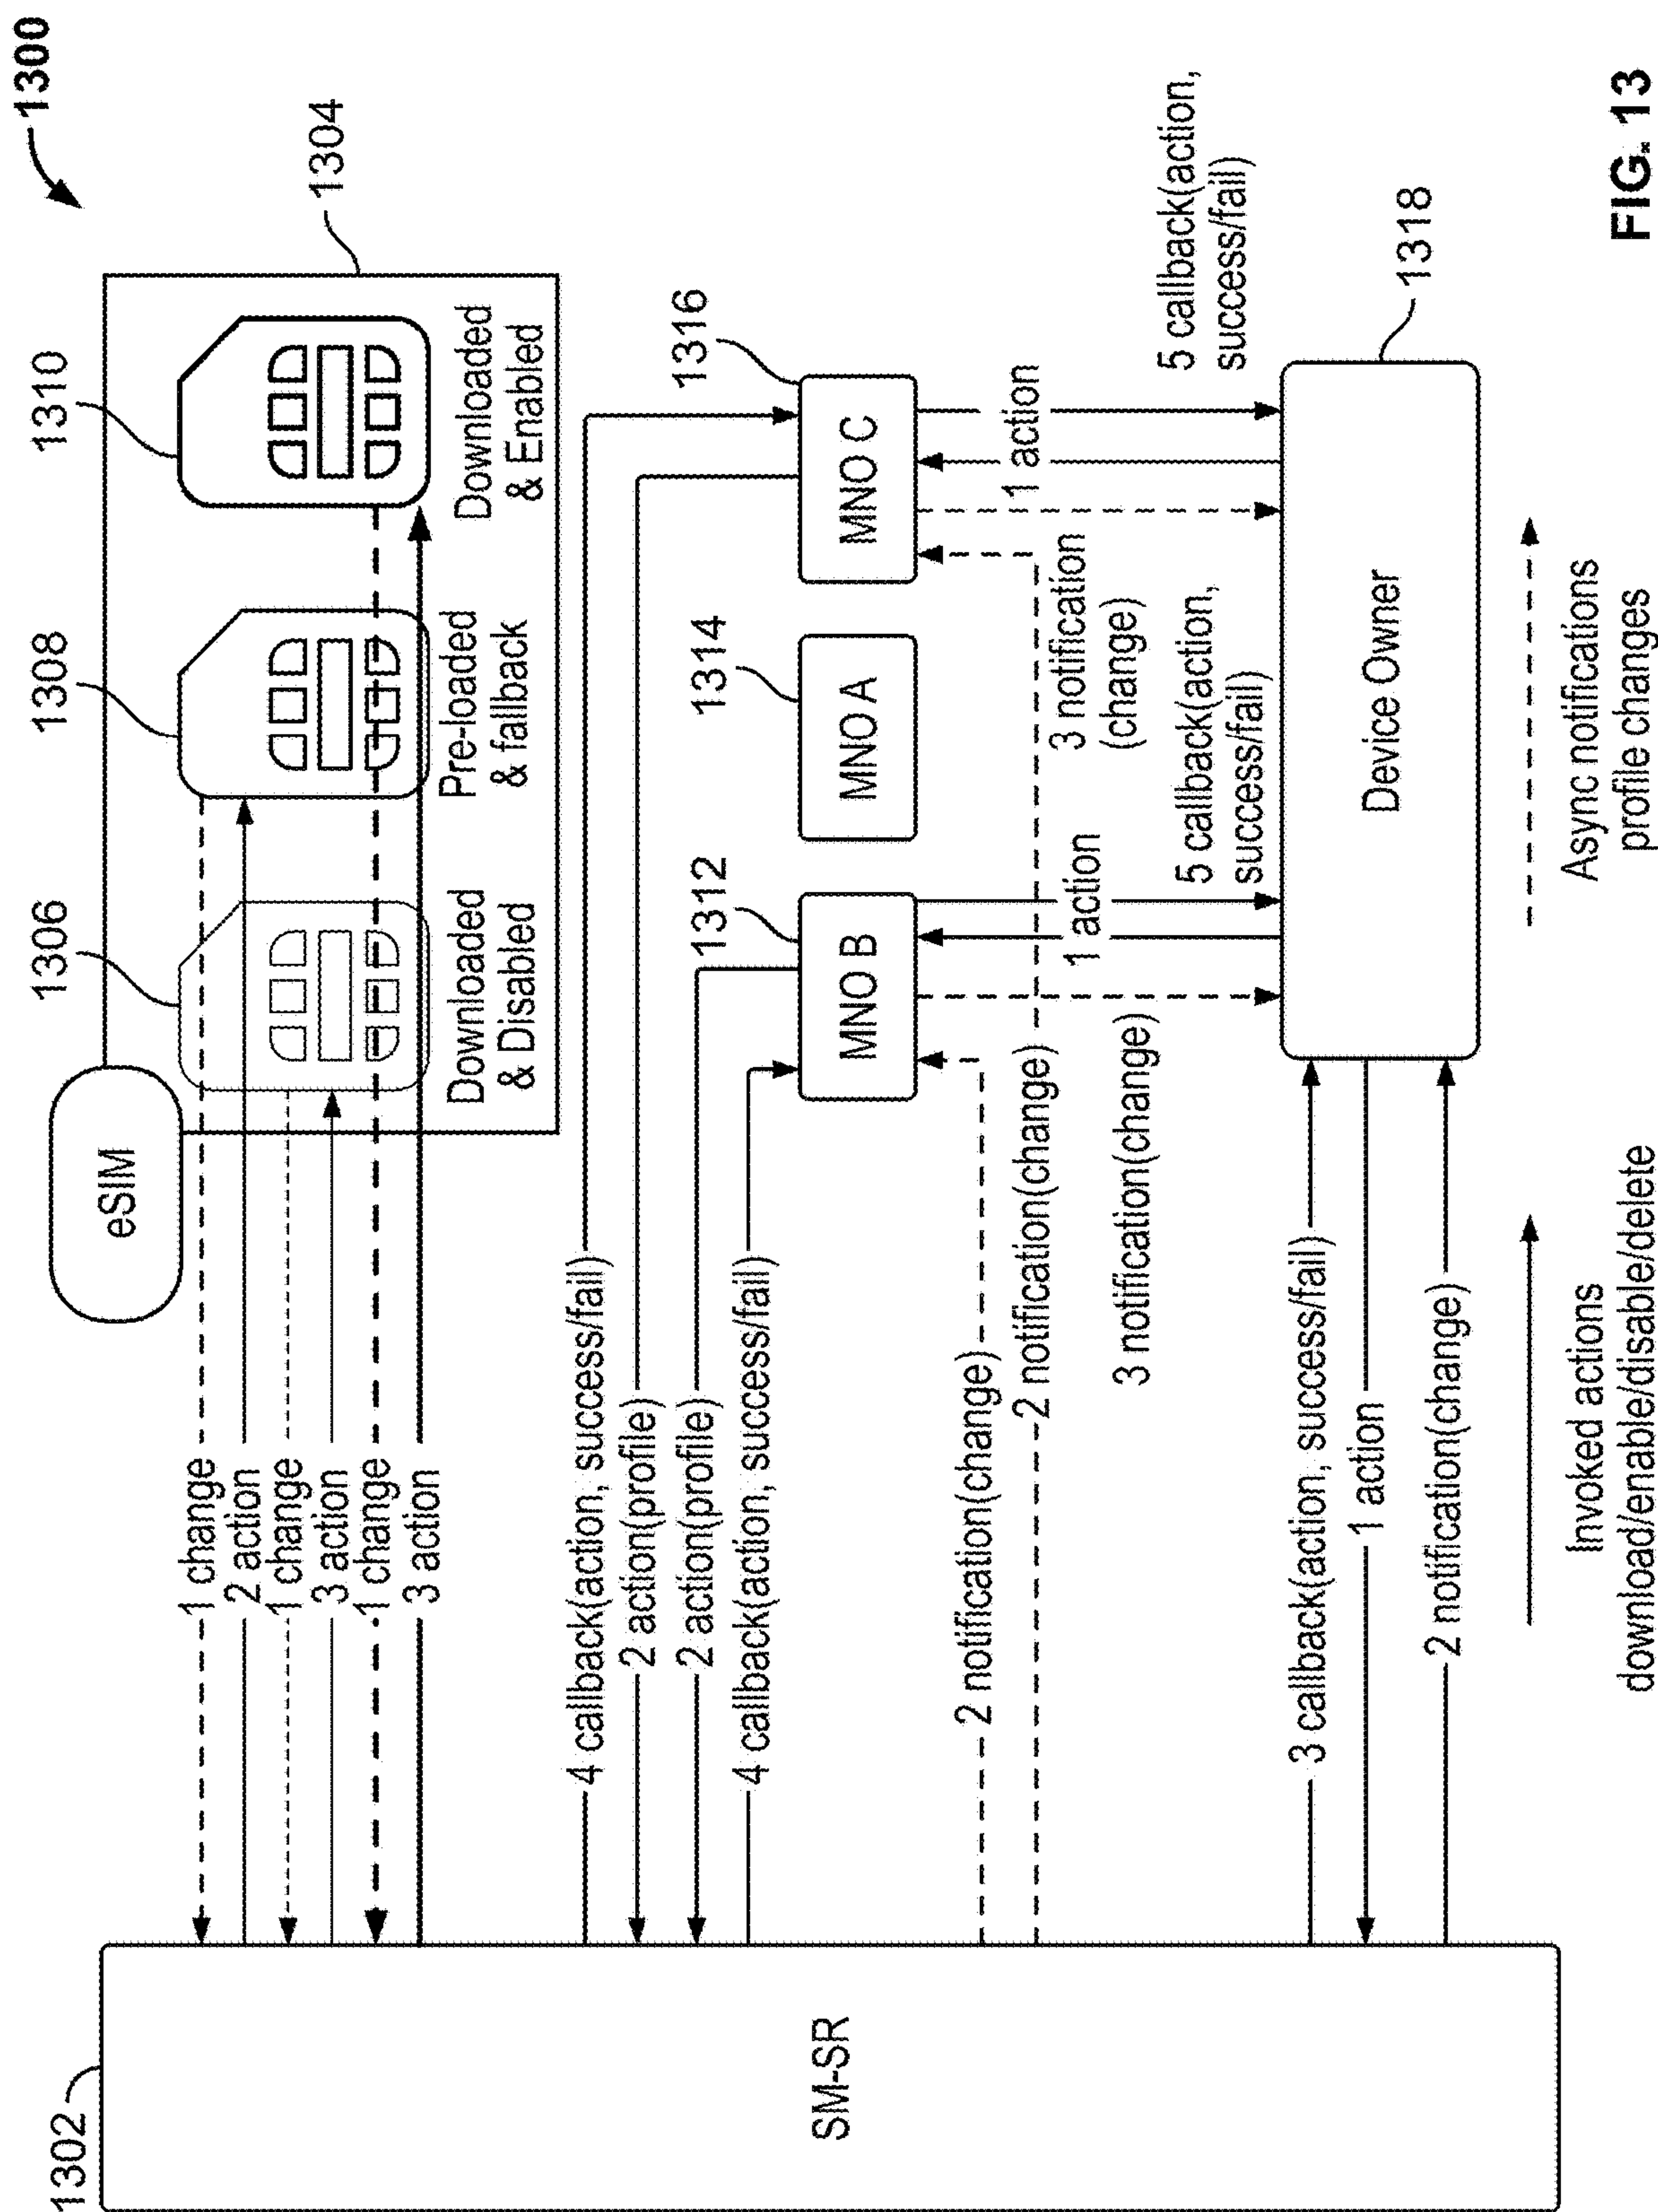 1300
1302
SM-SR
eSIM
1304
1306
1308
1310
Downloaded
& Disabled
Pre-loaded
& fallback
Downloaded
& Enabled
1 change
2 action
1 change
3 action
1 change
3 action
4 callback(action, success/fail)
2 action(profile)
2 action(profile)
4 callback(action, success/fail)
1312
MNO B
1314
MNO A
1316
MNO C
2 notification(change)
2 notification(change)
3 notification(change)
1 action
5 callback(action,
success/fail)
3 notification
(change)
1 action
5 callback(action,
success/fail)
3 callback(action, success/fail)
1 action
2 notification(change)
Device Owner
1318
Invoked actions
download/enable/disable/delete
Async notifications
profile changes
FIG. 13